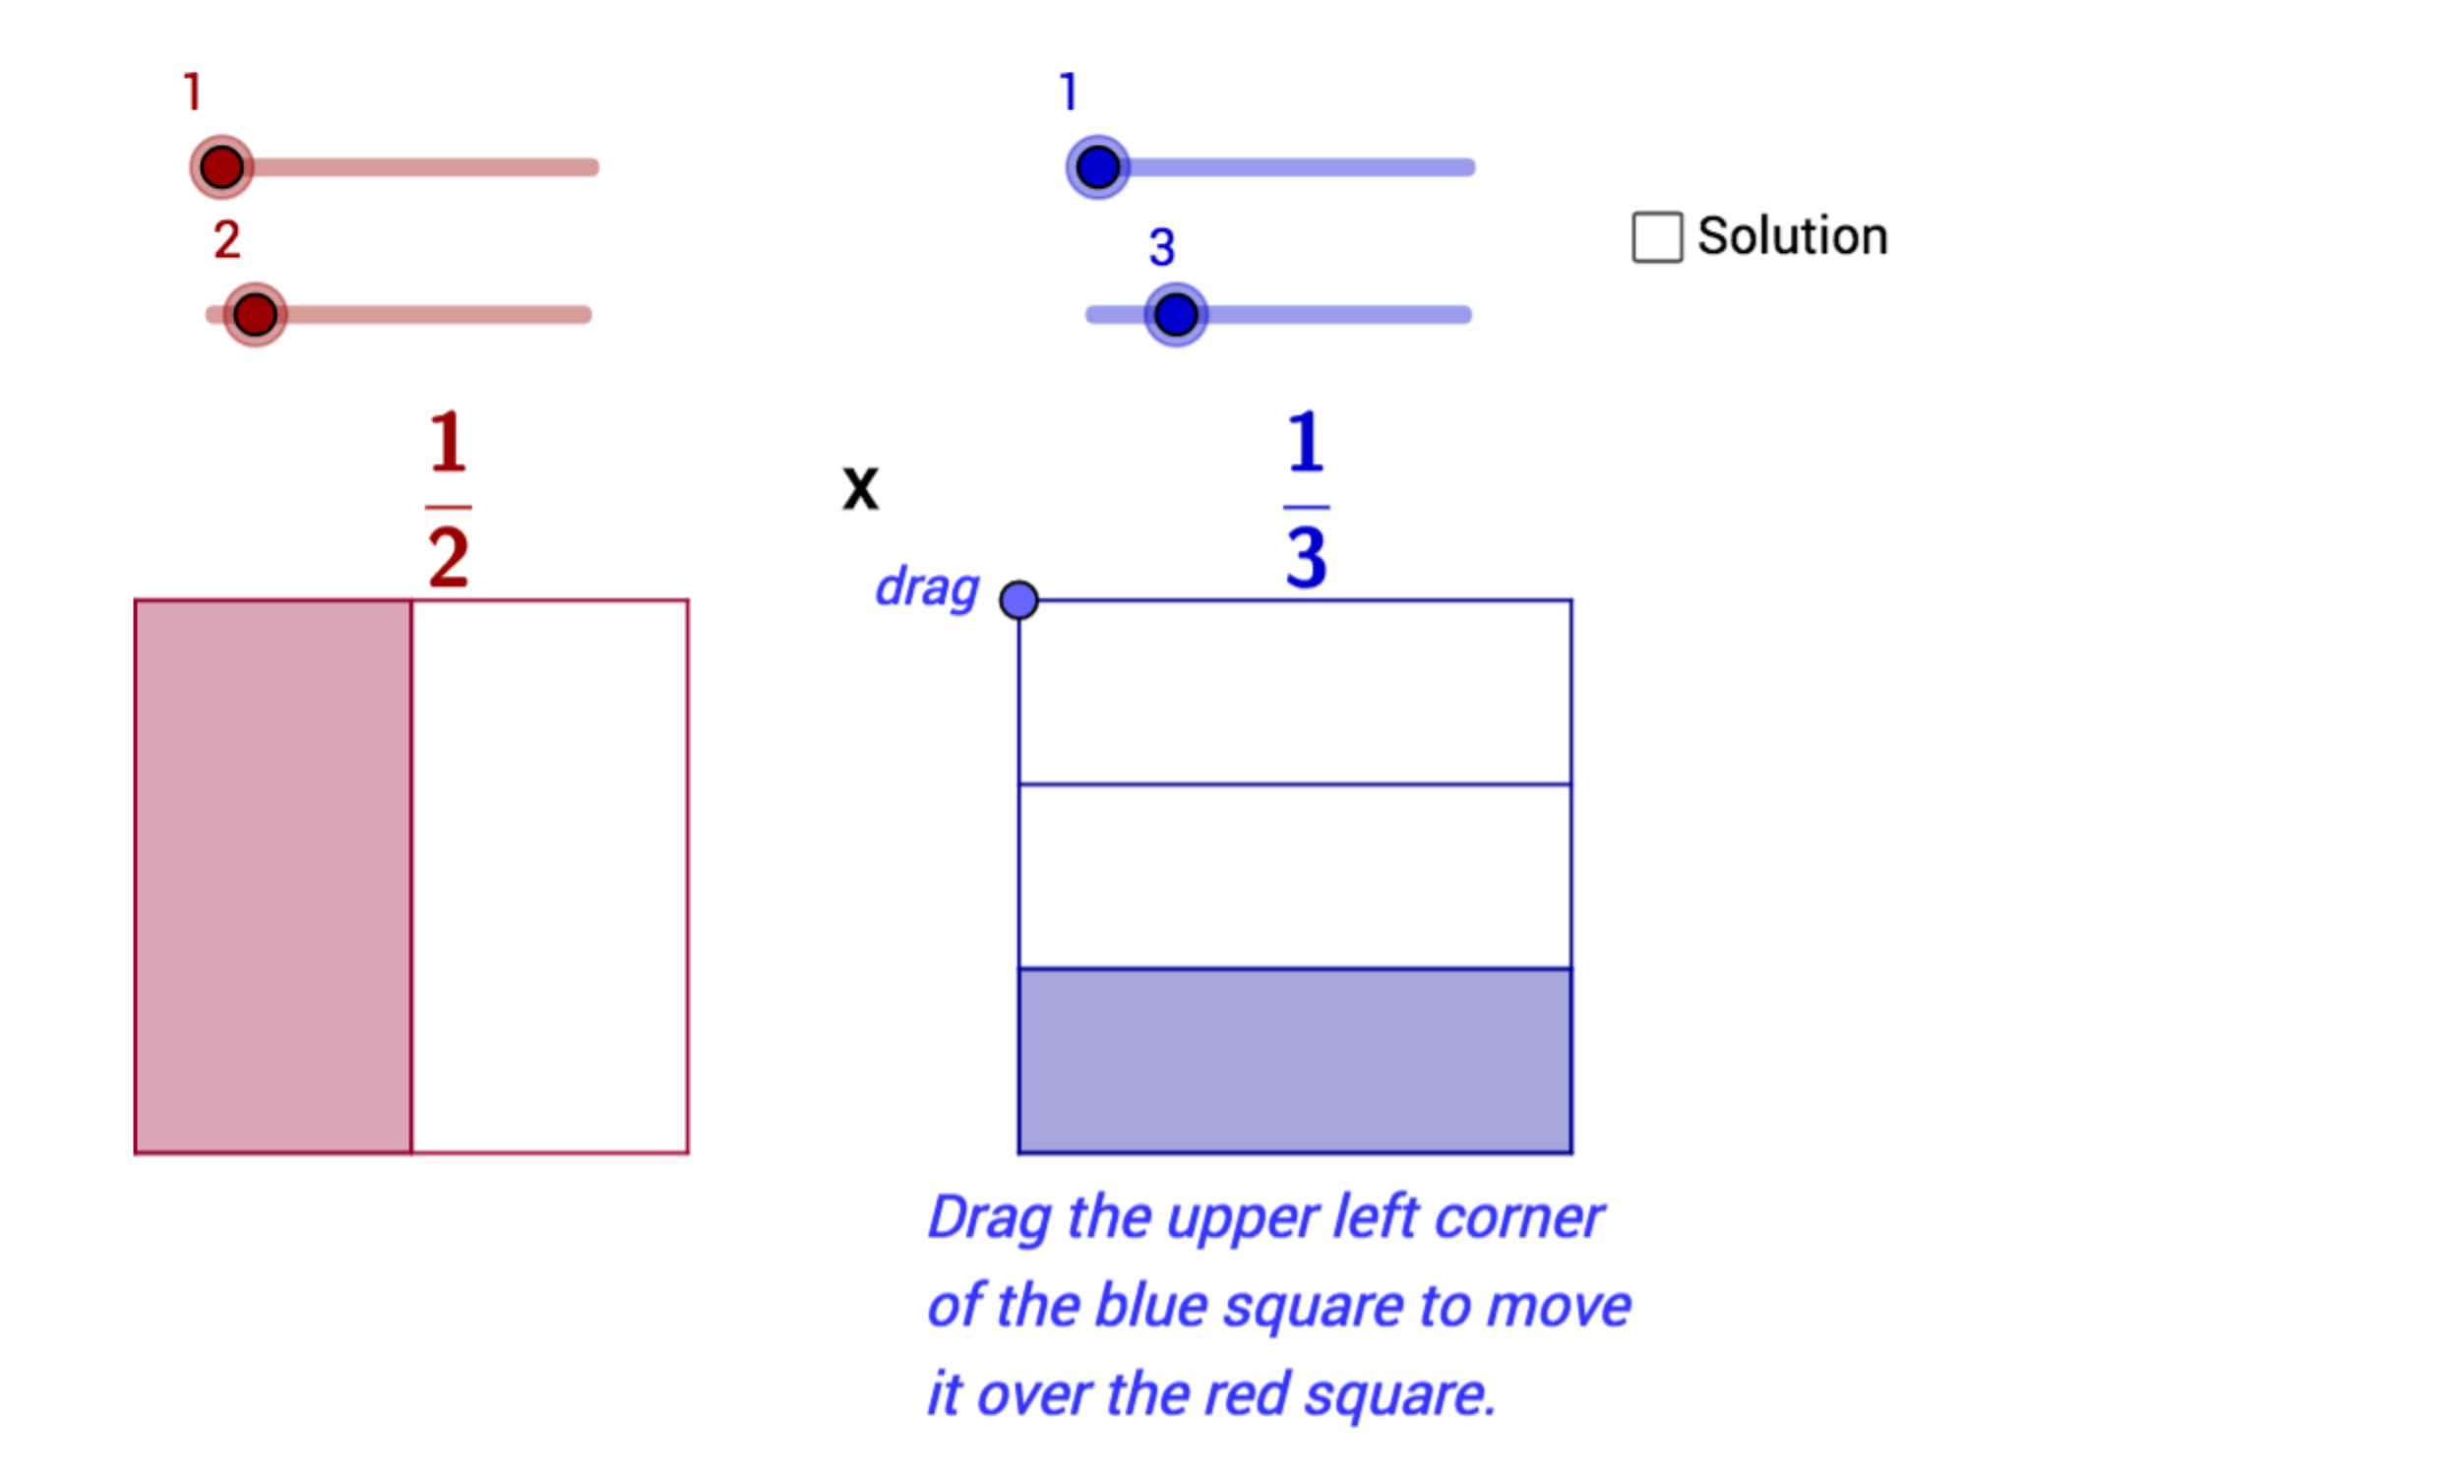 1
1
2
3
Solution
1
2
x
1
3
drag
Drag the upper left corner
of the blue square to move
it over the red square.